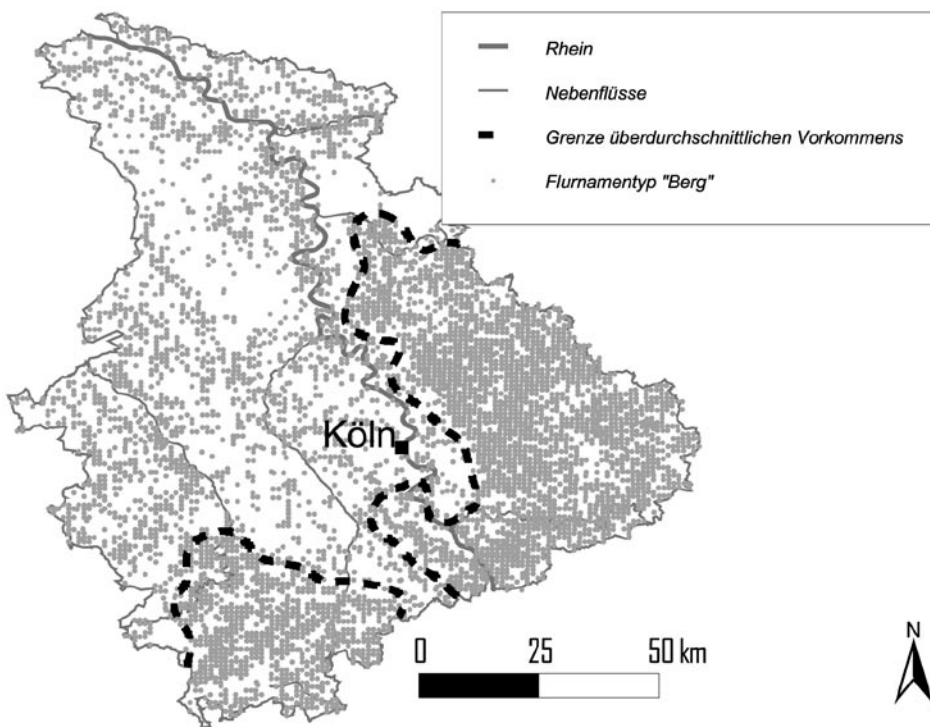 Rhein
Nebenflüsse
Grenze überdurchschnittlichen Vorkommens
Flurnamentyp "Berg"
Köln
0 25 50 km
N